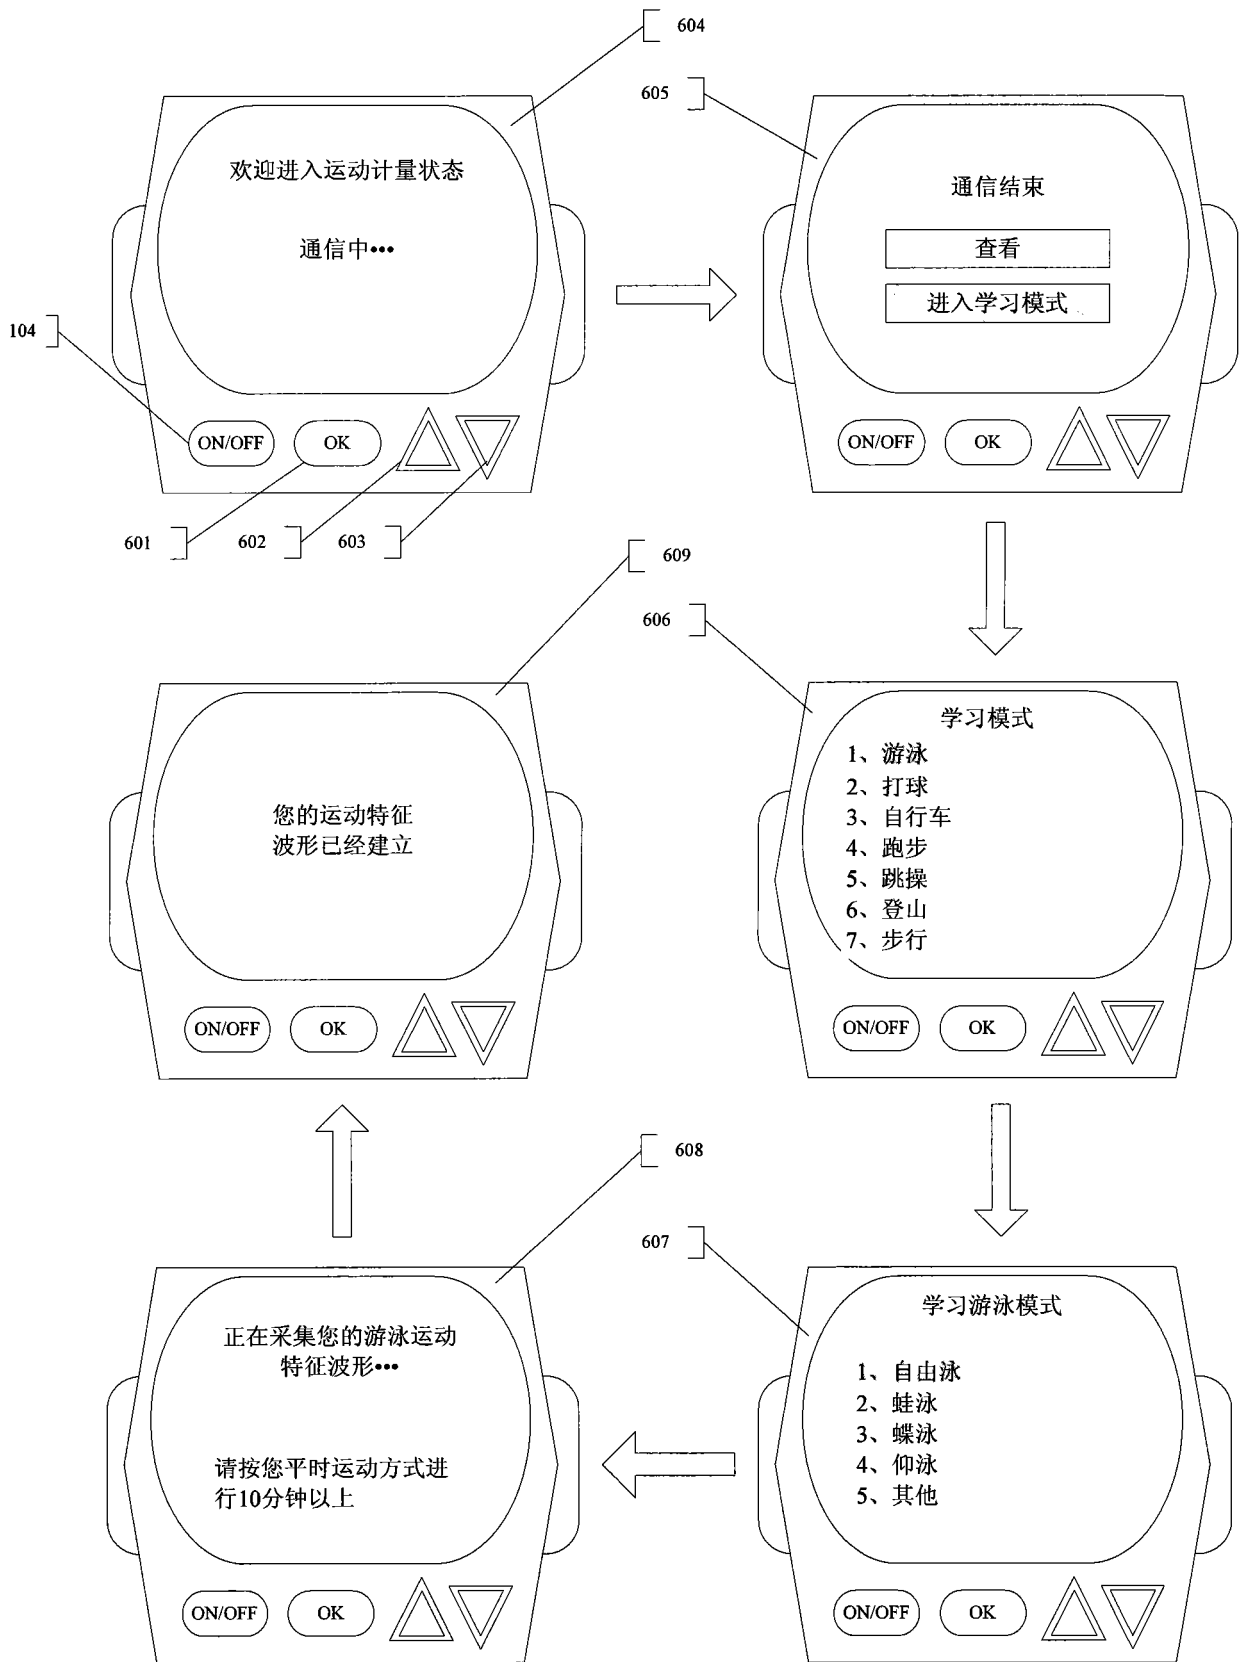 604
欢迎进入运动计量状态
通信中•••
104
ON/OFF
OK
601
602
603
605
通信结束
查看
进入学习模式
ON/OFF
OK
606
学习模式
1、游泳
2、打球
3、自行车
4、跑步
5、跳操
6、登山
7、步行
ON/OFF
OK
607
学习游泳模式
1、自由泳
2、蛙泳
3、蝶泳
4、仰泳
5、其他
ON/OFF
OK
608
正在采集您的游泳运动
特征波形•••
请按您平时运动方式进
行10分钟以上
ON/OFF
OK
609
您的运动特征
波形已经建立
ON/OFF
OK